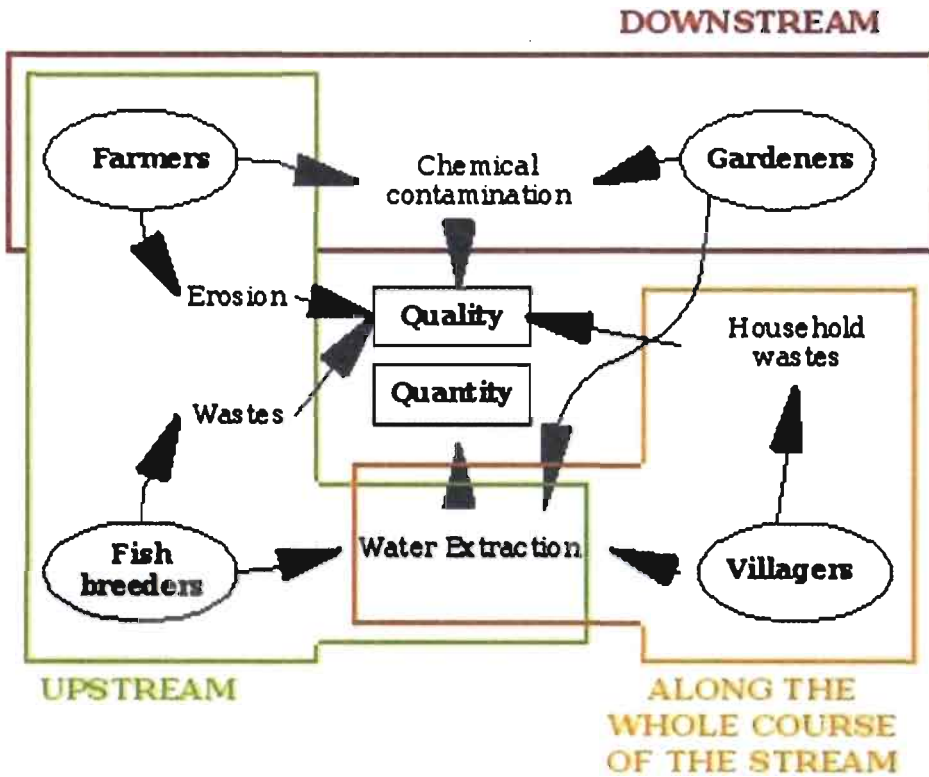 DOWNSTREAM
Farmers
Chemical
contamination
Gardeners
Erosion
Quality
Household
wastes
Quantity
Wastes
Fish
breeders
Water Extraction
Villagers
UPSTREAM
ALONG THE
WHOLE COURSE
OF THE STREAM